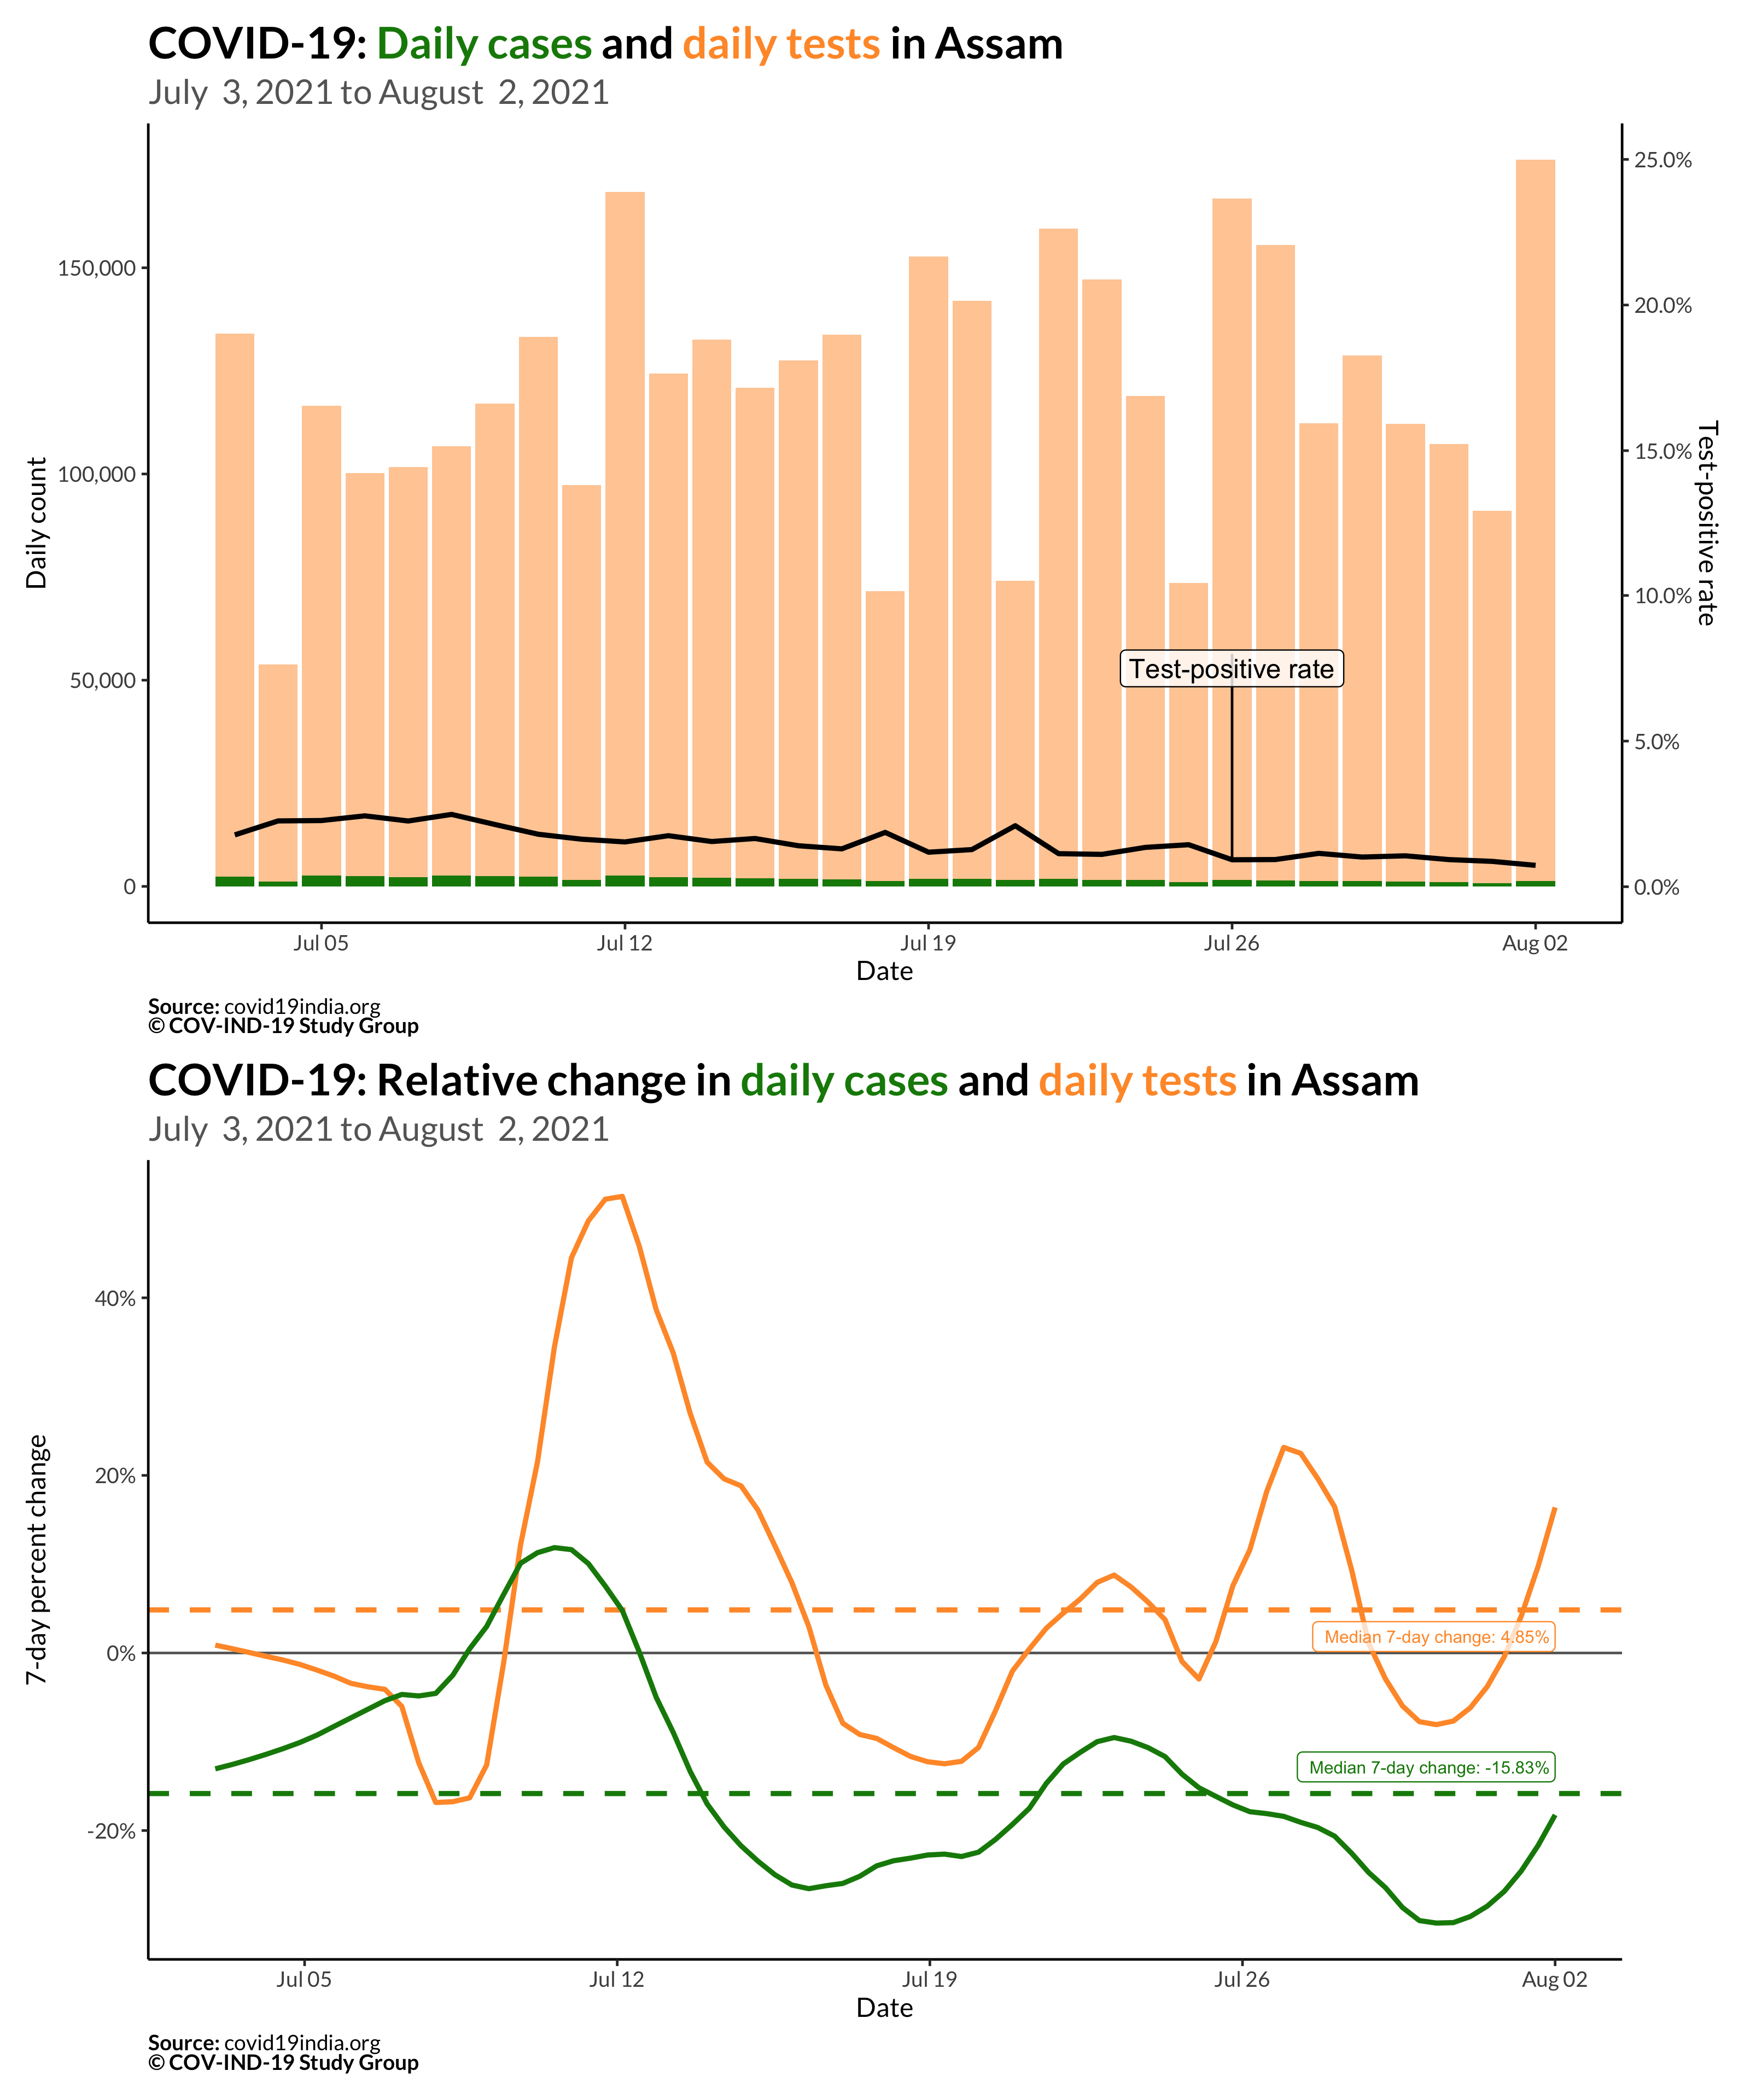 COVID-19: Daily cases and daily tests in Assam
July 3, 2021 to August 2, 2021
150,000
100,000
50,000
0
Daily count
25.0%
20.0%
15.0%
10.0%
5.0%
0.0%
Test-positive rate
Test-positive rate
Jul 05
Jul 12
Jul 19
Jul 26
Aug 02
Date
Source: covid19india.org
© COV-IND-19 Study Group
COVID-19: Relative change in daily cases and daily tests in Assam
July 3, 2021 to August 2, 2021
40%
20%
0%
-20%
7-day percent change
Median 7-day change: 4.85%
Median 7-day change: -15.83%
Jul 05
Jul 12
Jul 19
Jul 26
Aug 02
Date
Source: covid19india.org
© COV-IND-19 Study Group